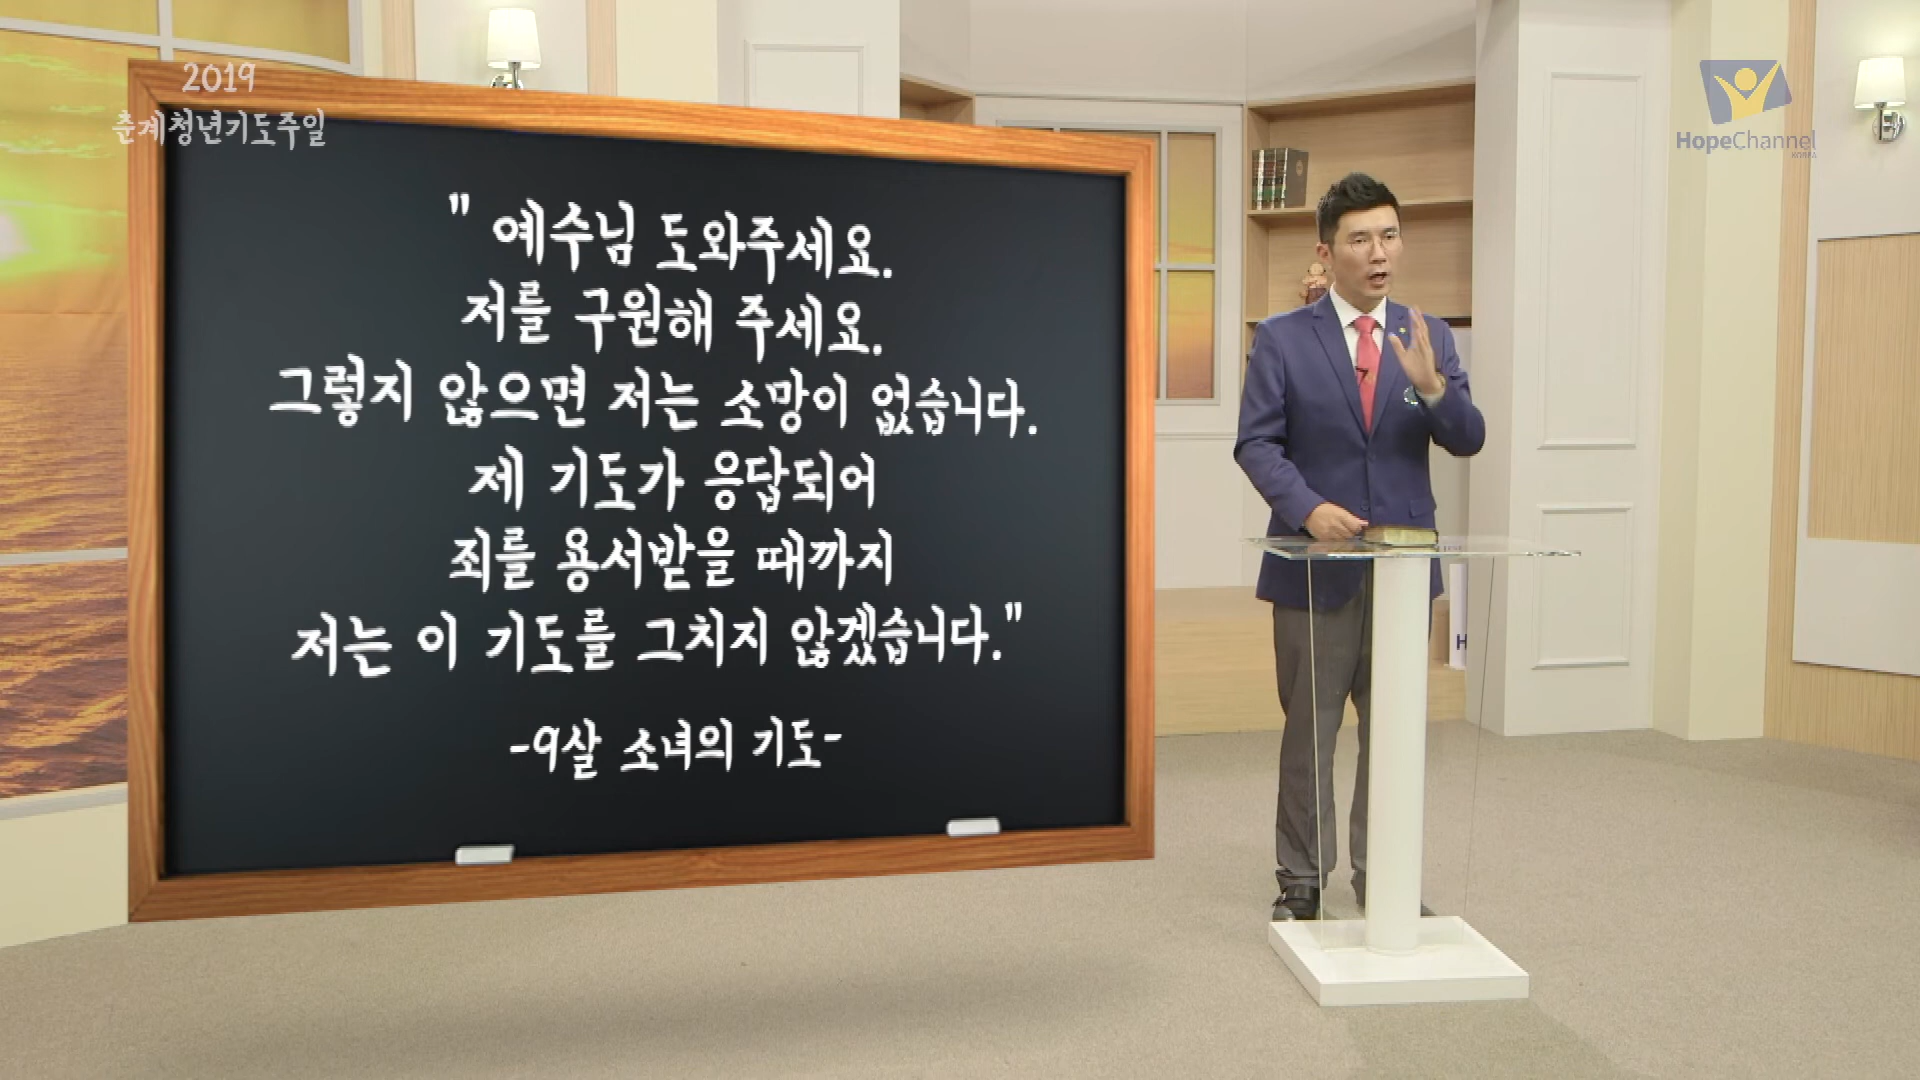 2019
춘계청년기도주일
HopeChannel
KOREA
" 예수님 도와주세요.
저를 구원해 주세요.
그렇지 않으면 저는 소망이 없습니다.
제 기도가 응답되어
죄를 용서받을 때까지
저는 이 기도를 그치지 않겠습니다."
-9살 소녀의 기도-
H